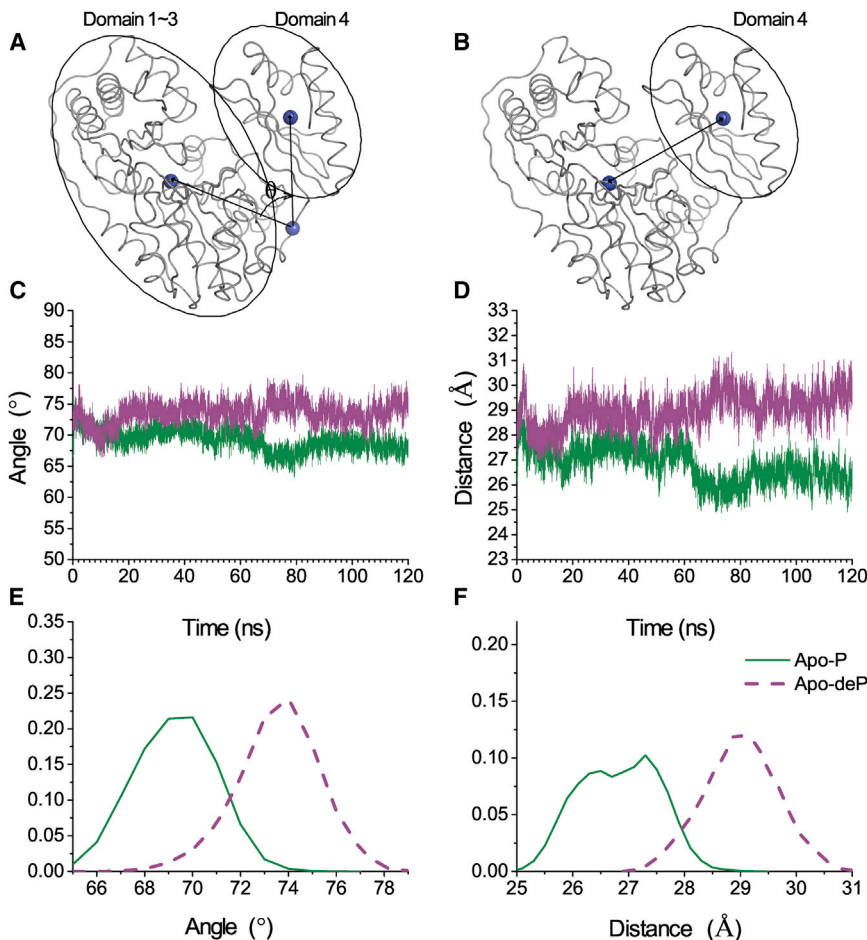 A
Domain 1~3
Domain 4
θ
B
Domain 4
C
Angle (°)
90
85
80
75
70
65
60
55
50
0 20 40 60 80 100 120
Time (ns)
D
Distance (Å)
33
32
31
30
29
28
27
26
25
24
23
0 20 40 60 80 100 120
Time (ns)
E
0.35
0.30
0.25
0.20
0.15
0.10
0.05
0.00
66 68 70 72 74 76 78
Angle (°)
F
0.20
0.15
0.10
0.05
0.00
25 26 27 28 29 30 31
Distance (Å)
Apo-P
Apo-deP